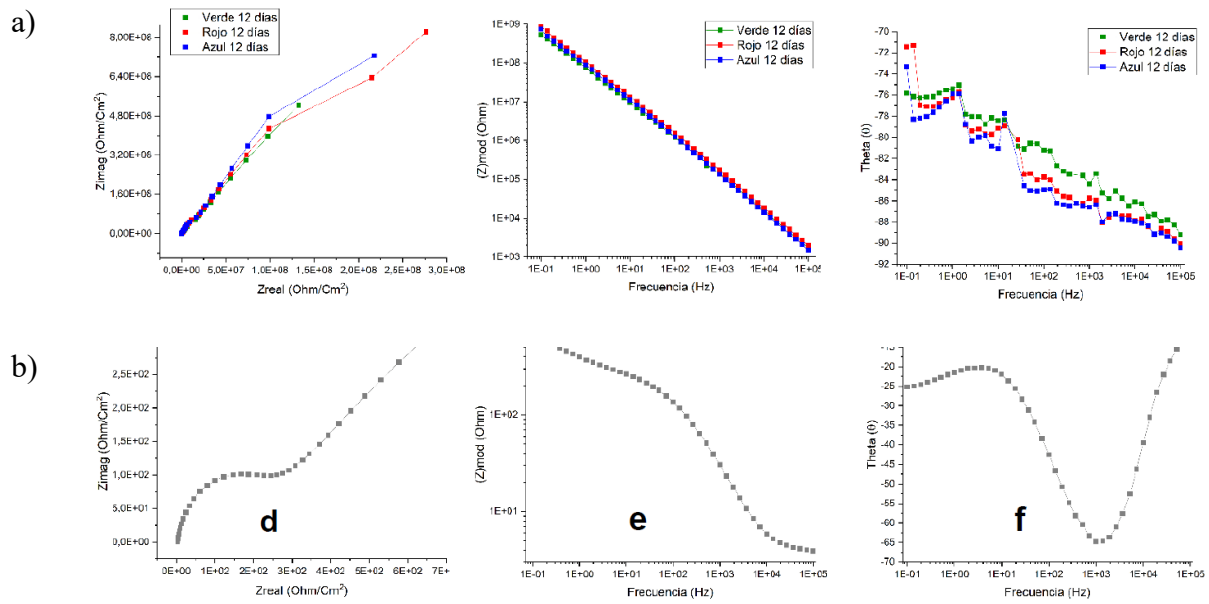 a)
Verde 12 días
Rojo 12 días
Azul 12 días
8,00E+06
6,40E+06
4,80E+06
3,20E+06
1,60E+06
0,00E+00
Zimag (Ohm/Cm²)
0,0E+00 5,0E+07 1,0E+08 1,5E+08 2,0E+08 2,5E+08 3,0E+08
Zreal (Ohm/Cm²)
Verde 12 días
Rojo 12 días
Azul 12 días
1E+09
1E+08
1E+07
1E+06
1E+05
1E+04
1E+03
(Z)mod (Ohm)
1E-01 1E+00 1E+01 1E+02 1E+03 1E+04 1E+05
Frecuencia (Hz)
Verde 12 días
Rojo 12 días
Azul 12 días
-70
-72
-74
-76
-78
-80
-82
-84
-86
-88
-90
-92
Theta (θ)
1E-01 1E+00 1E+01 1E+02 1E+03 1E+04 1E+05
Frecuencia (Hz)
b)
2,5E+02
2,0E+02
1,5E+02
1,0E+02
5,0E+01
0,0E+00
Zimag (Ohm/Cm²)
d
0E+00 1E+02 2E+02 3E+02 4E+02 5E+02 6E+02 7E+
Zreal (Ohm/Cm²)
1E+02
1E+01
(Z)mod (Ohm)
e
1E-01 1E+00 1E+01 1E+02 1E+03 1E+04 1E+05
Frecuencia (Hz)
-15
-20
-25
-30
-35
-40
-45
-50
-55
-60
-65
-70
Theta (θ)
f
1E-01 1E+00 1E+01 1E+02 1E+03 1E+04 1E+05
Frecuencia (Hz)